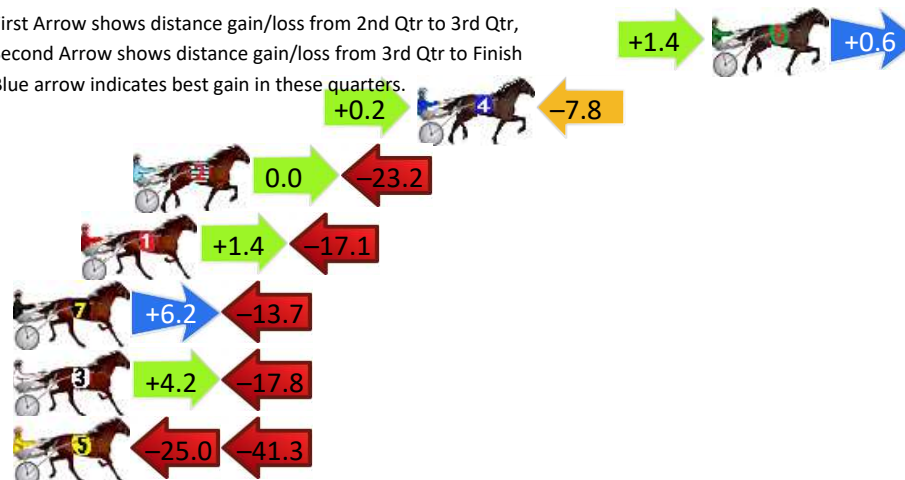 irst Arrow shows distance gain/loss from 2nd Qtr to 3rd Qtr,
Second Arrow shows distance gain/loss from 3rd Qtr to Finish
Blue arrow indicates best gain in these quarters.
+1.4 +0.6
+0.2 4 −7.8
2 0.0 −23.2
1 +1.4 −17.1
7 +6.2 −13.7
3 +4.2 −17.8
5 −25.0 −41.3